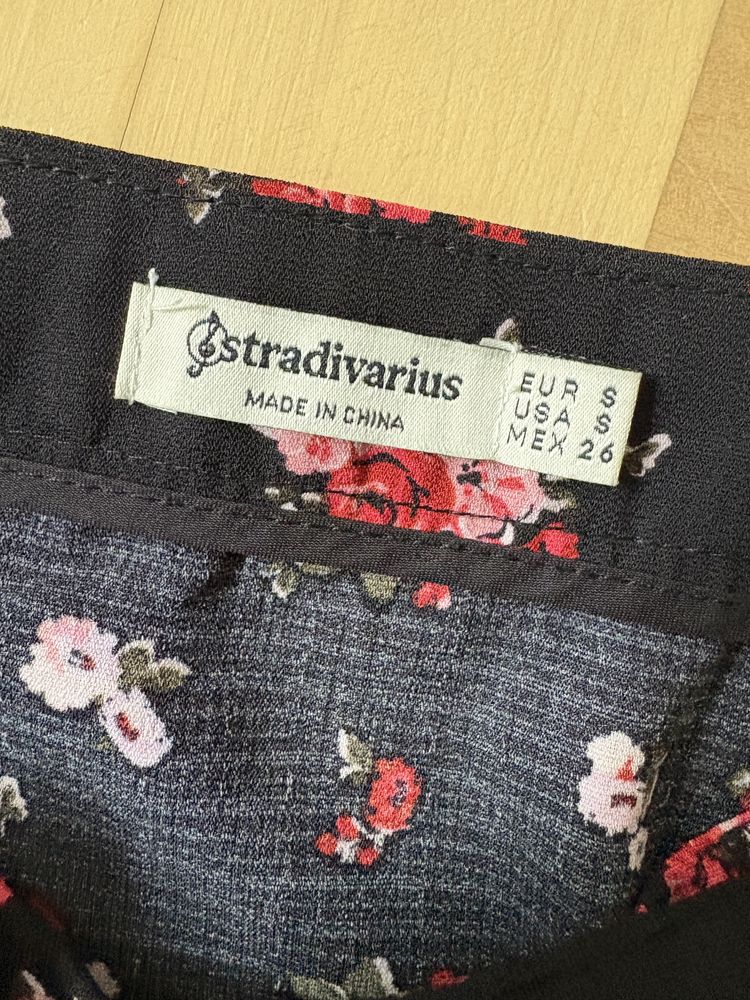 stradivarius
MADE IN CHINA
EUR S
USA S
MEX 26